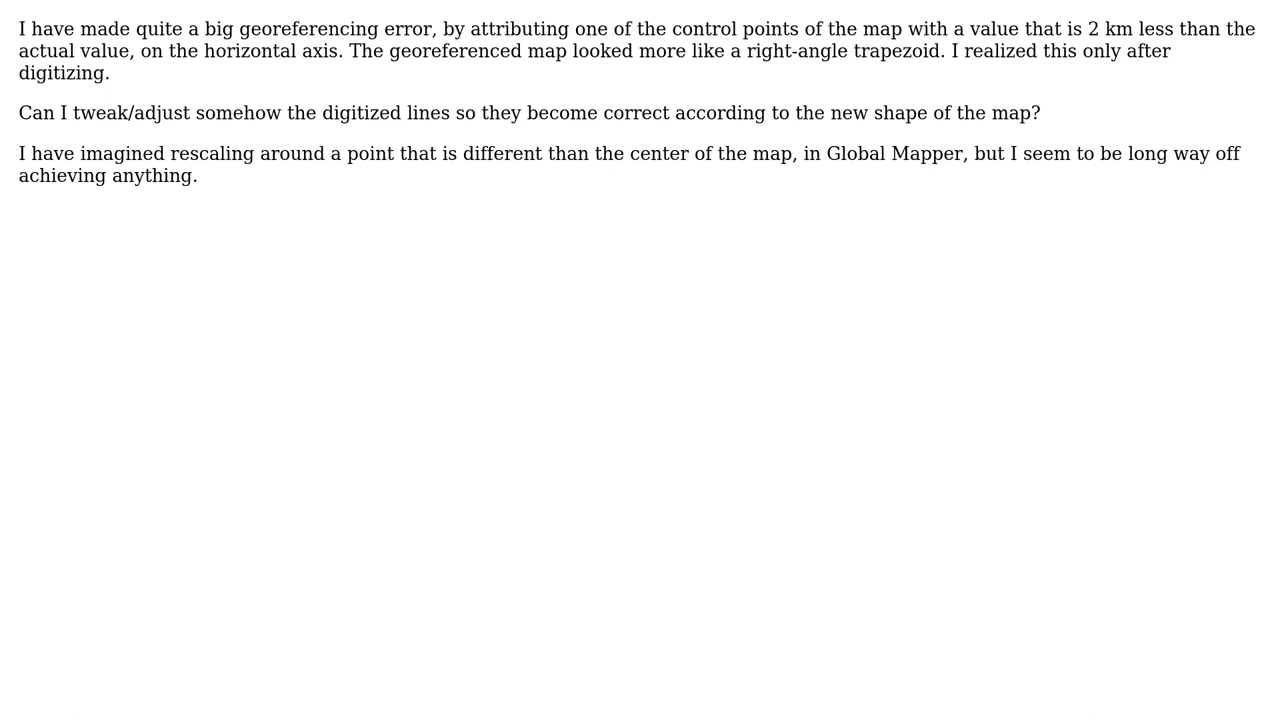 I have made quite a big georeferencing error, by attributing one of the control points of the map with a value that is 2 km less than the
actual value, on the horizontal axis. The georeferenced map looked more like a right-angle trapezoid. I realized this only after
digitizing.
Can I tweak/adjust somehow the digitized lines so they become correct according to the new shape of the map?
I have imagined rescaling around a point that is different than the center of the map, in Global Mapper, but I seem to be long way off
achieving anything.